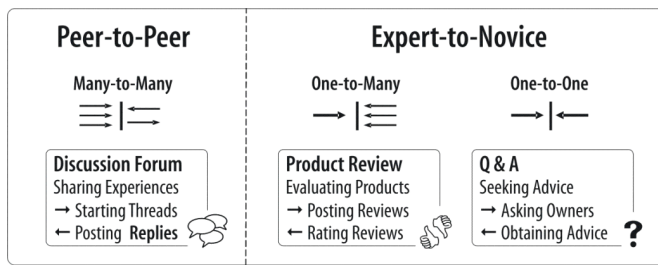 Peer-to-Peer
Many-to-Many
Discussion Forum
Sharing Experiences
→ Starting Threads
← Posting Replies
Expert-to-Novice
One-to-Many
Product Review
Evaluating Products
→ Posting Reviews
← Rating Reviews
One-to-One
Q & A
Seeking Advice
→ Asking Owners
← Obtaining Advice
?